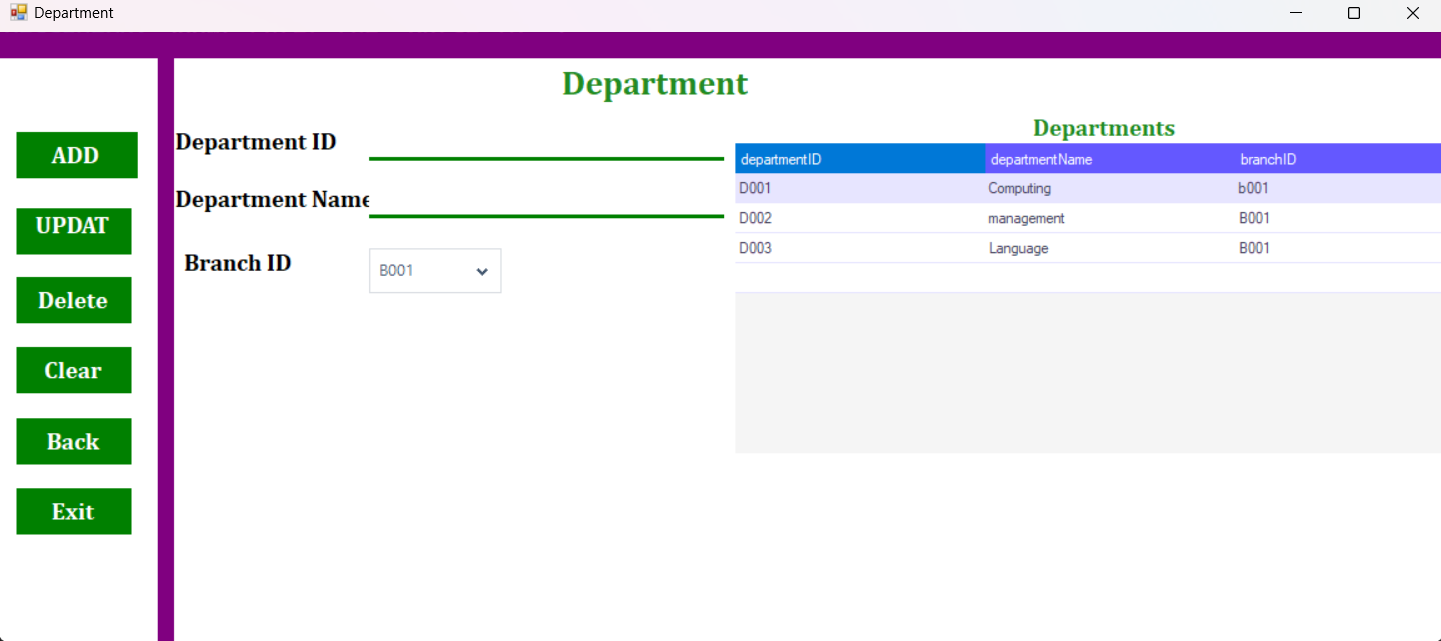 Department
Department
ADD
UPDAT
Delete
Clear
Back
Exit
Department ID
Department Name
Branch ID
B001
Departments
departmentID departmentName branchID
D001 Computing b001
D002 management B001
D003 Language B001